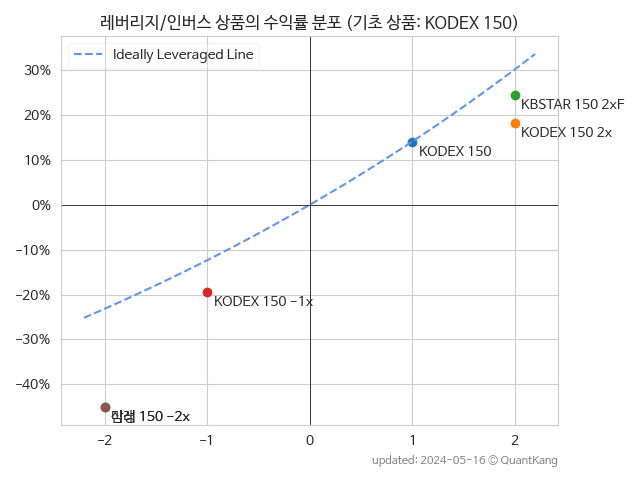 레버리지/인버스 상품의 수익률 분포 (기초 상품: KODEX 150)
Ideally Leveraged Line
30%
20%
10%
0%
−10%
−20%
−30%
−40%
KBSTAR 150 2xF
KODEX 150 2x
KODEX 150
KODEX 150 −1x
150 −2x
−2
−1
0
1
2
updated: 2024-05-16 © QuantKang